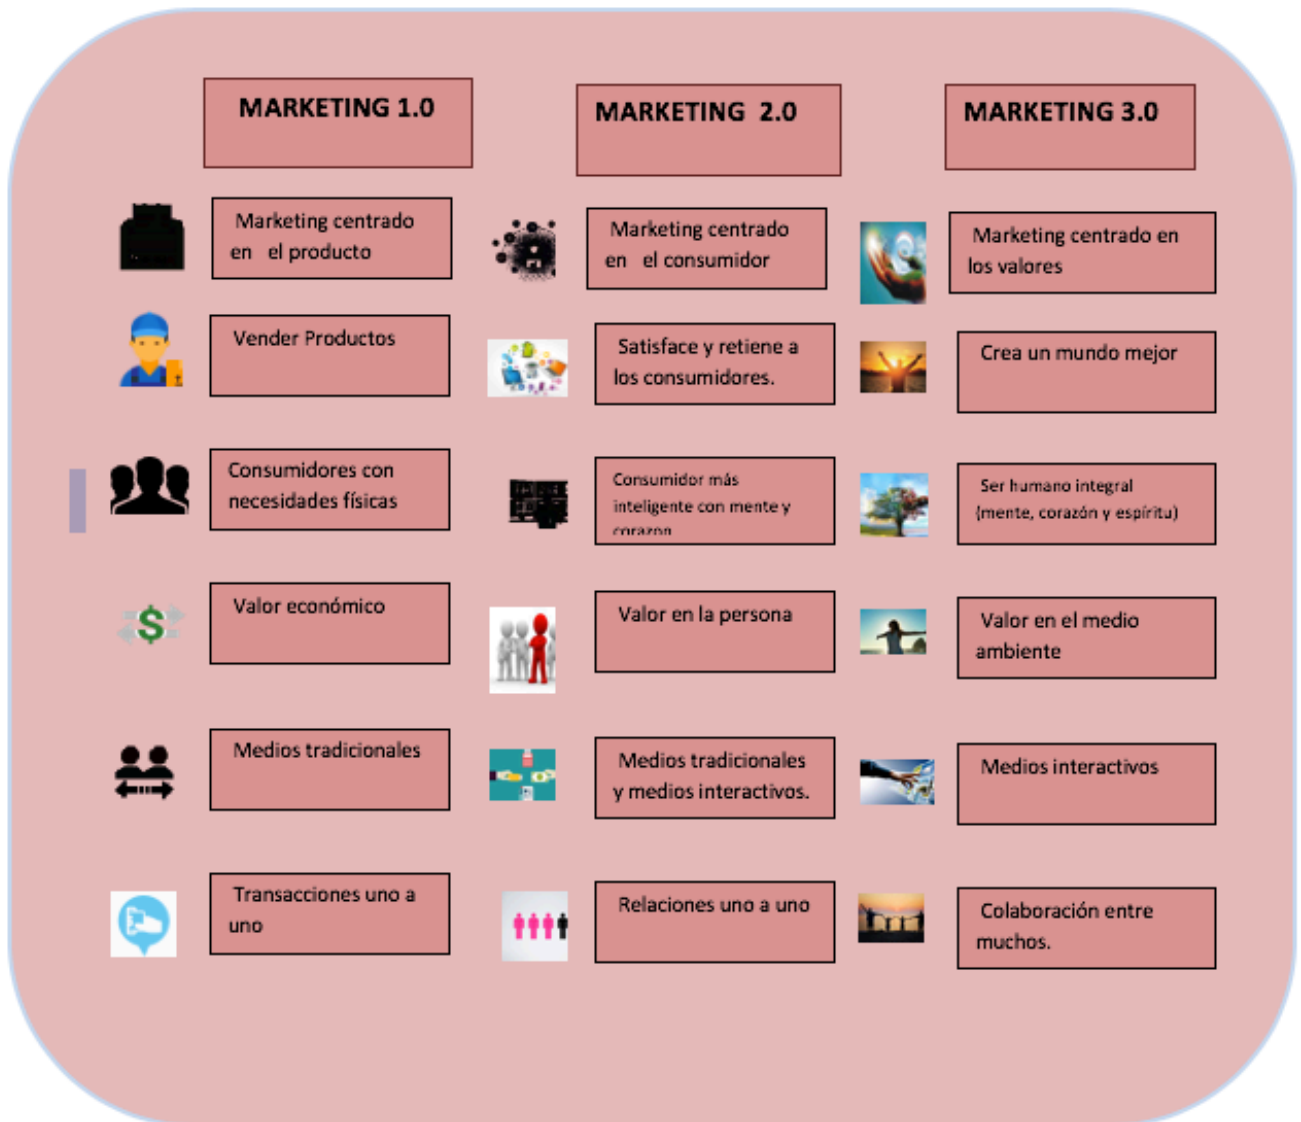 MARKETING 1.0
Marketing centrado
en el producto
Vender Productos
Consumidores con
necesidades físicas
Valor económico
Medios tradicionales
Transacciones uno a
uno
MARKETING 2.0
Marketing centrado
en el consumidor
Satisface y retiene a
los consumidores.
Consumidor más
inteligente con mente y
corazon
Valor en la persona
Medios tradicionales
y medios interactivos.
Relaciones uno a uno
MARKETING 3.0
Marketing centrado en
los valores
Crea un mundo mejor
Ser humano integral
(mente, corazón y espíritu)
Valor en el medio
ambiente
Medios interactivos
Colaboración entre
muchos.